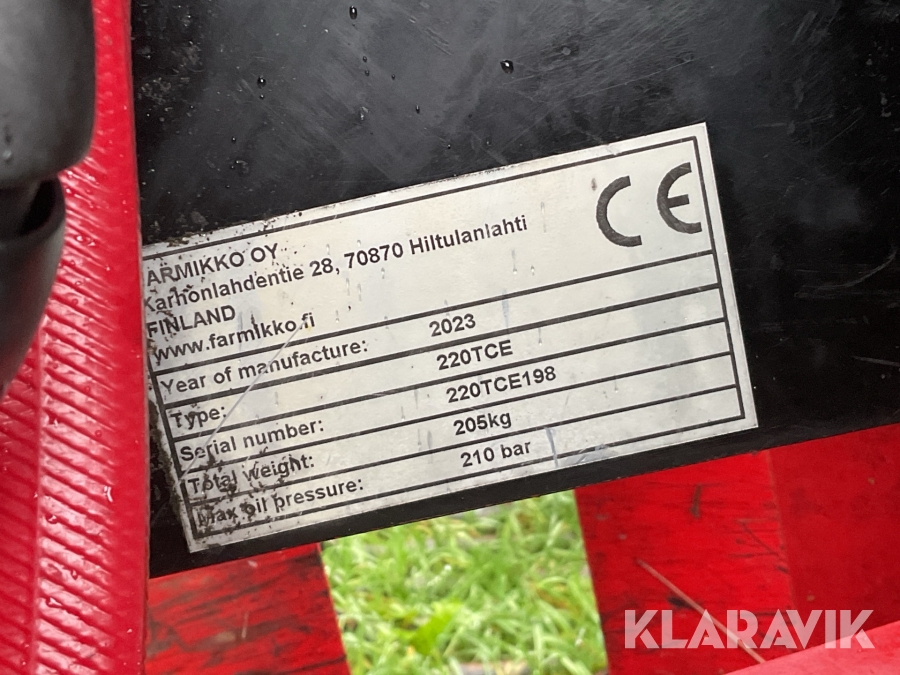 ARMIKKO OY
Karhonlahdentie 28, 70870 Hiltulanlahti
FINLAND
www.farmikko.fi
CE
Year of manufacture: 2023
Type: 220TCE
Serial number: 220TCE198
Total weight: 205kg
Max oil pressure: 210 bar
KLARAVIK